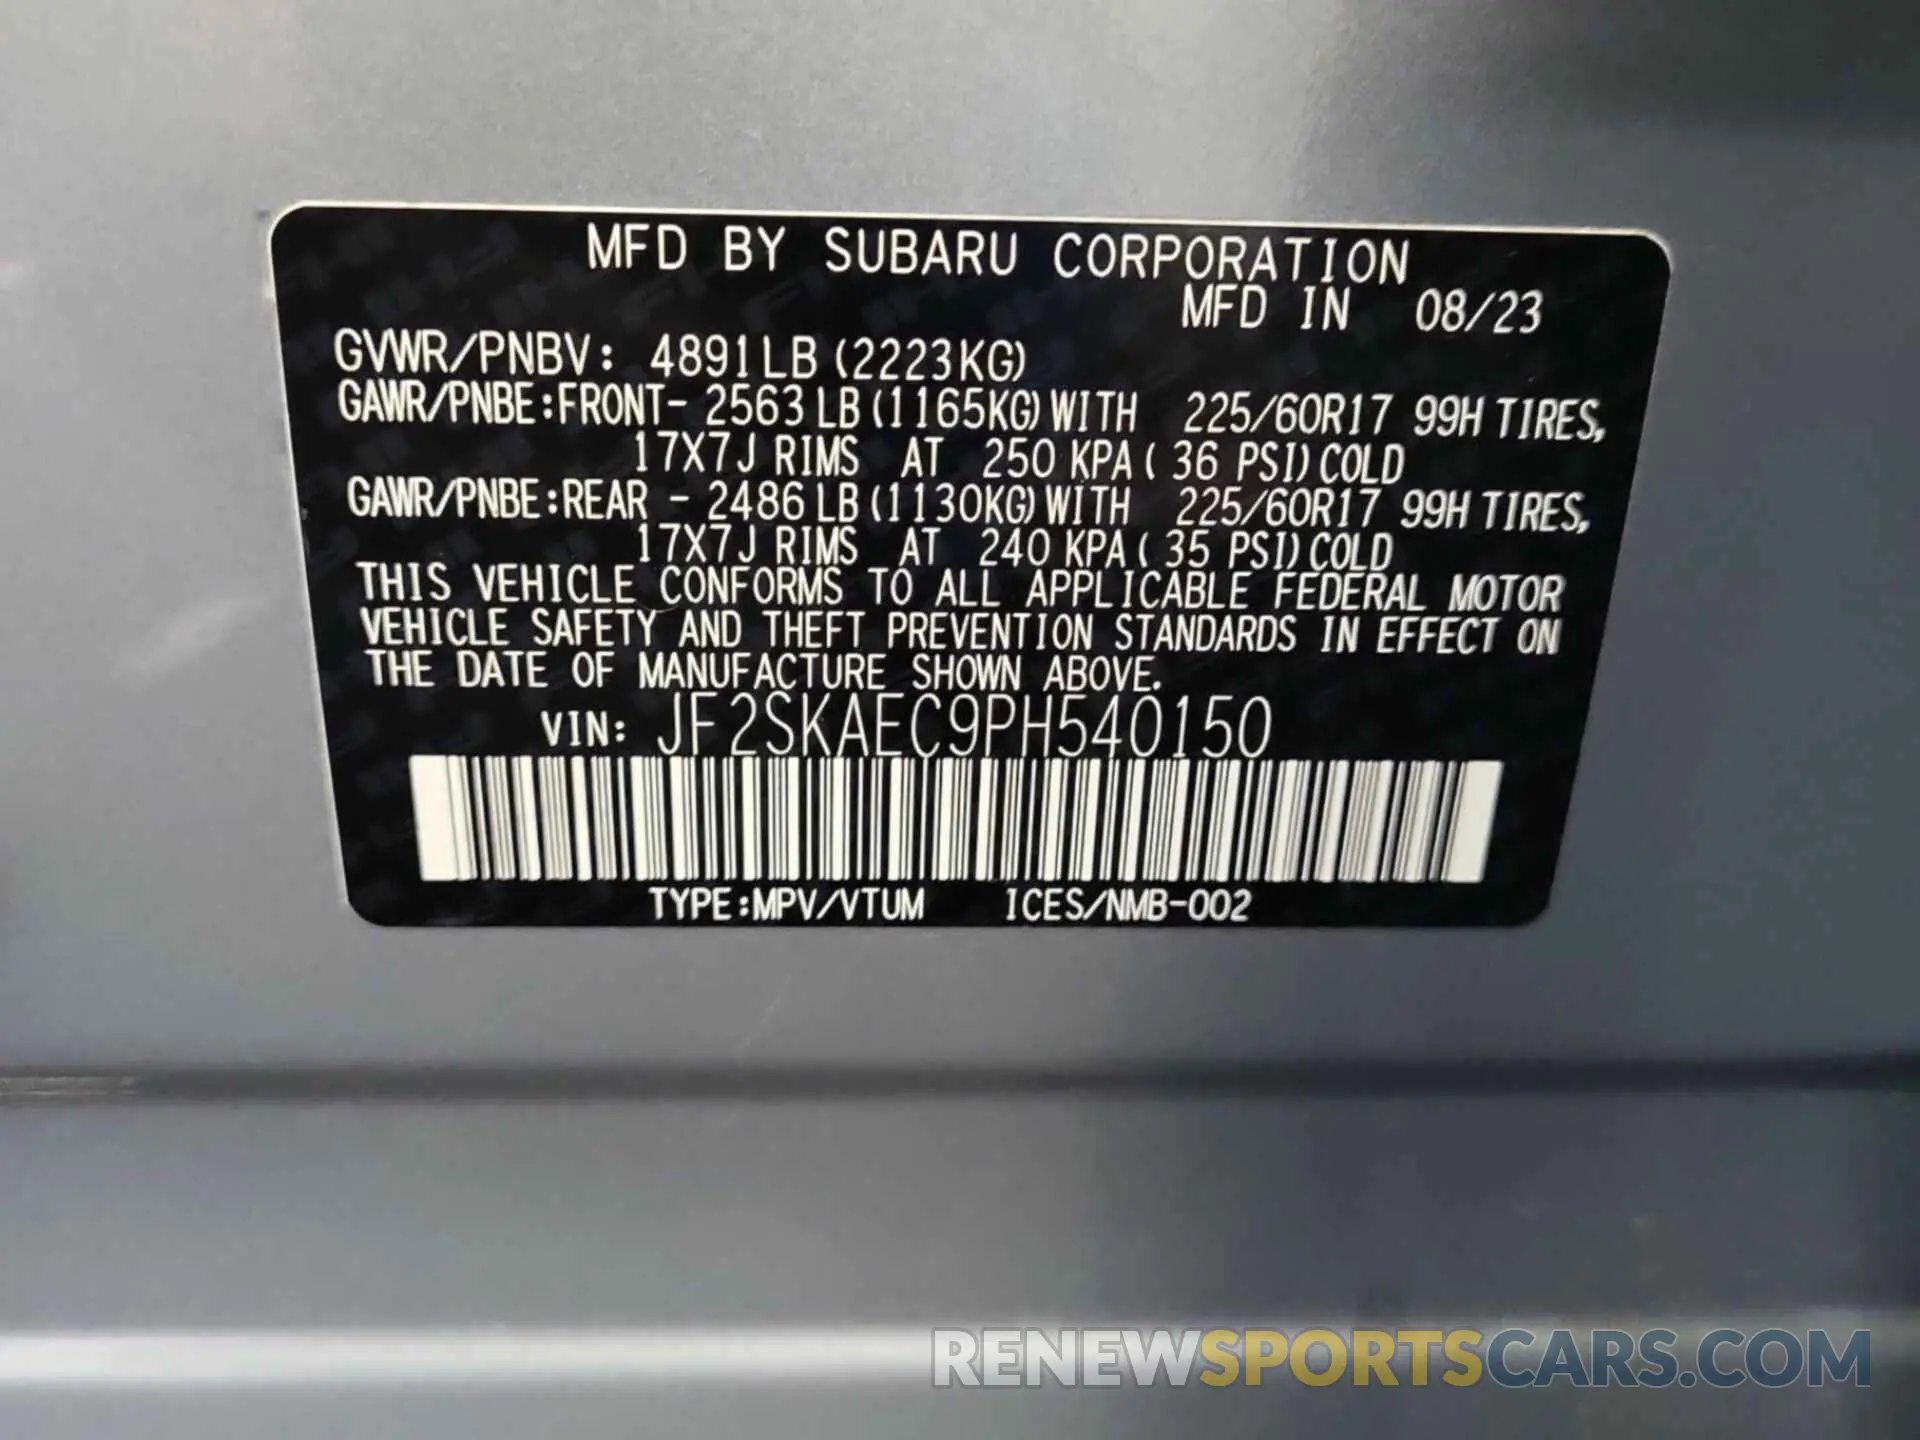 MFD BY SUBARU CORPORATION
MFD IN 08/23
GVWR/PNBV: 4891LB (2223KG)
GAWR/PNBE:FRONT- 2563 LB (1165KG) WITH 225/60R17 99H TIRES,
17X7J RIMS AT 250 KPA ( 36 PSI) COLD
GAWR/PNBE:REAR - 2486 LB (1130KG) WITH 225/60R17 99H TIRES,
17X7J RIMS AT 240 KPA ( 35 PSI) COLD
THIS VEHICLE CONFORMS TO ALL APPLICABLE FEDERAL MOTOR
VEHICLE SAFETY AND THEFT PREVENTION STANDARDS IN EFFECT ON
THE DATE OF MANUFACTURE SHOWN ABOVE.
VIN: JF2SKAEC9PH540150
TYPE:MPV/VTUM ICES/NMB-002
RENEWSPORTSCARS.COM